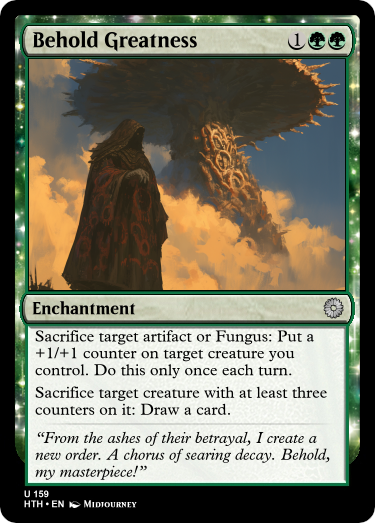 Behold Greatness 1
Enchantment
Sacrifice target artifact or Fungus: Put a
+1/+1 counter on target creature you
control. Do this only once each turn.
Sacrifice target creature with at least three
counters on it: Draw a card.
"From the ashes of their betrayal, I create a
new order. A chorus of searing decay. Behold,
my masterpiece!"
U 159
HTH • EN Midjourney